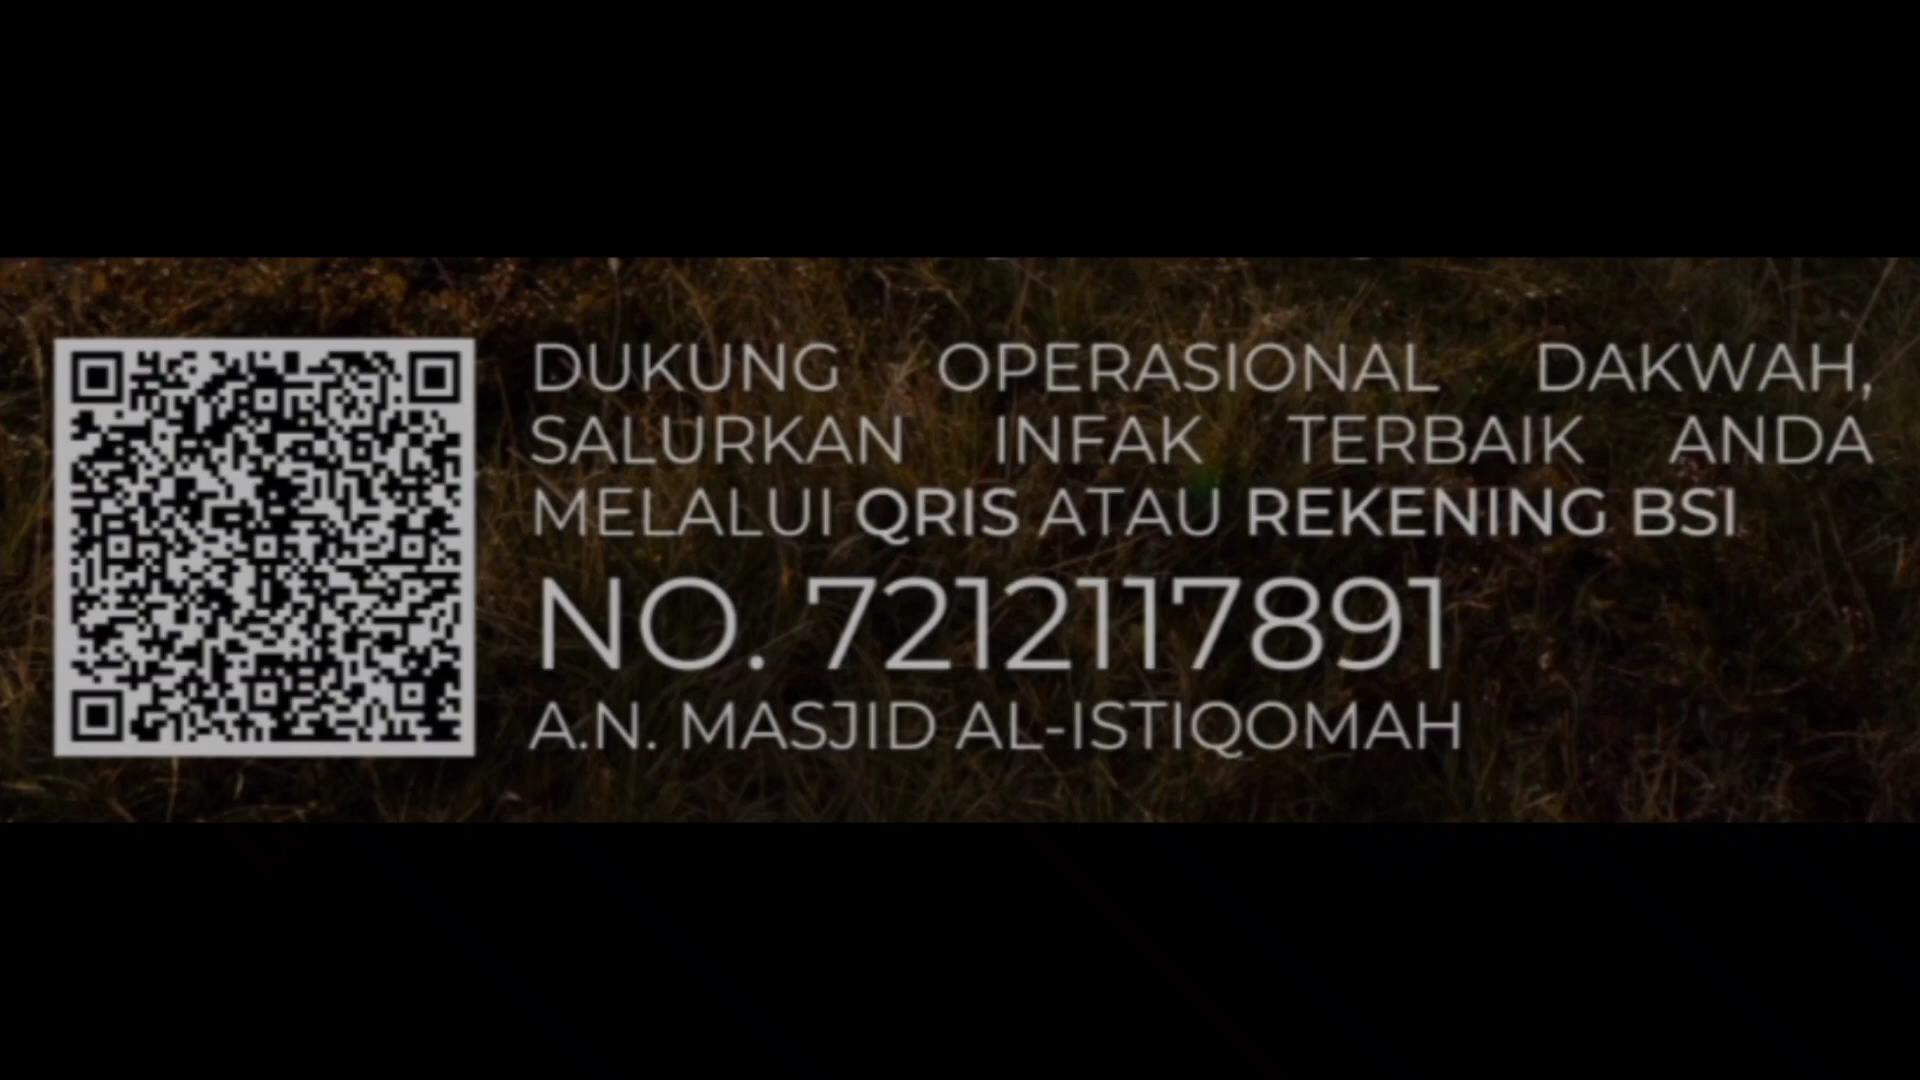 DUKUNG OPERASIONAL DAKWAH,
SALURKAN INFAK TERBAIK ANDA
MELALUI QRIS ATAU REKENING BSI
NO. 7212117891
A.N. MASJID AL-ISTIQOMAH